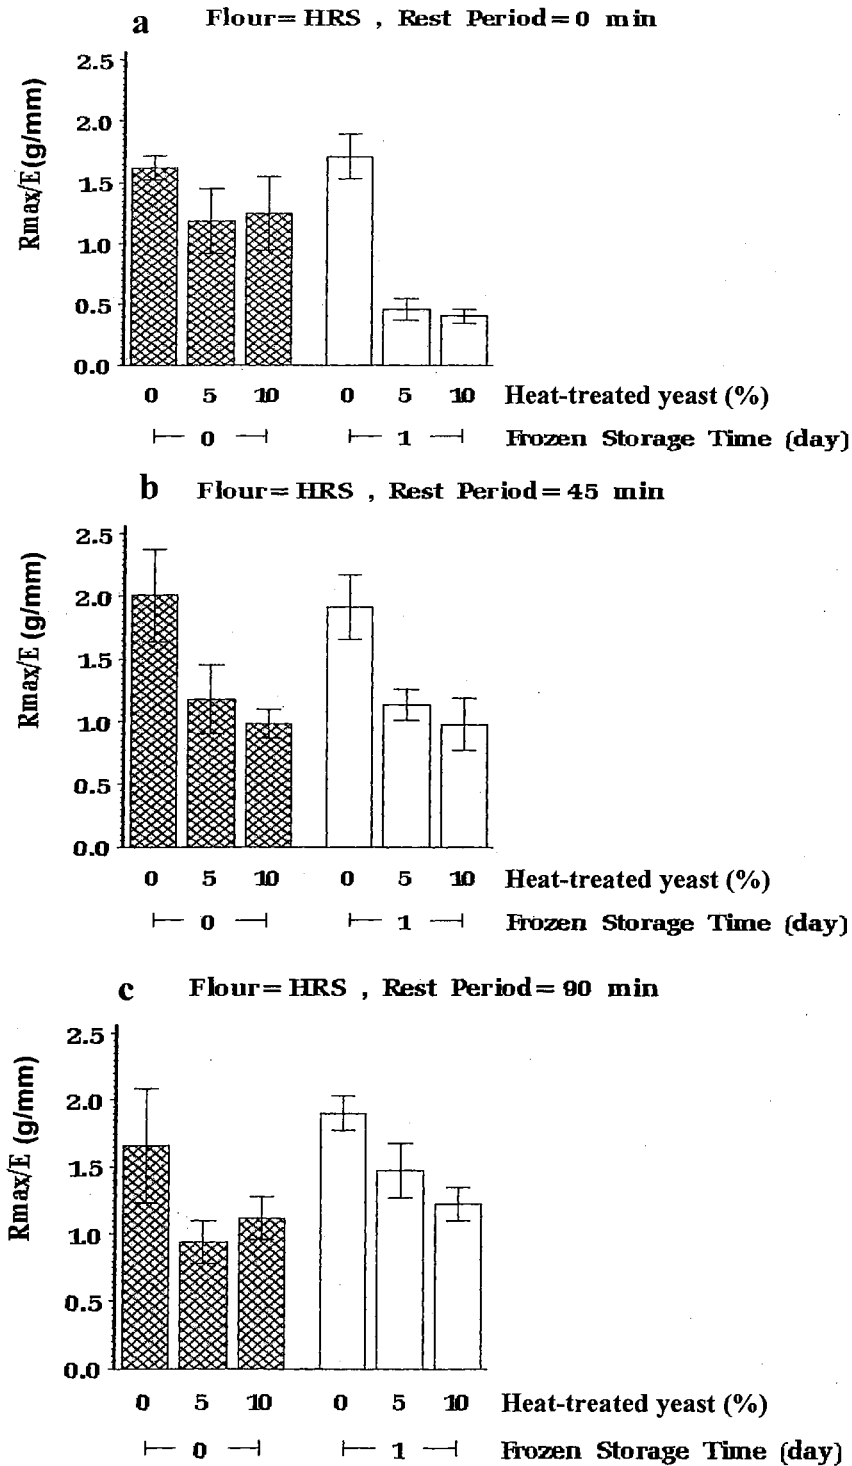 a Flour= HRS , Rest Period=0 min
Rmax/E (g/mm)
2.5
2.0
1.5
1.0
0.5
0.0
0 5 10 0 5 10 Heat-treated yeast (%)
0 1 Frozen Storage Time (day)
b Flour= HRS , Rest Period=45 min
Rmax/E (g/mm)
2.5
2.0
1.5
1.0
0.5
0.0
0 5 10 0 5 10 Heat-treated yeast (%)
0 1 Frozen Storage Time (day)
c Flour= HRS , Rest Period=90 min
Rmax/E (g/mm)
2.5
2.0
1.5
1.0
0.5
0.0
0 5 10 0 5 10 Heat-treated yeast (%)
0 1 Frozen Storage Time (day)